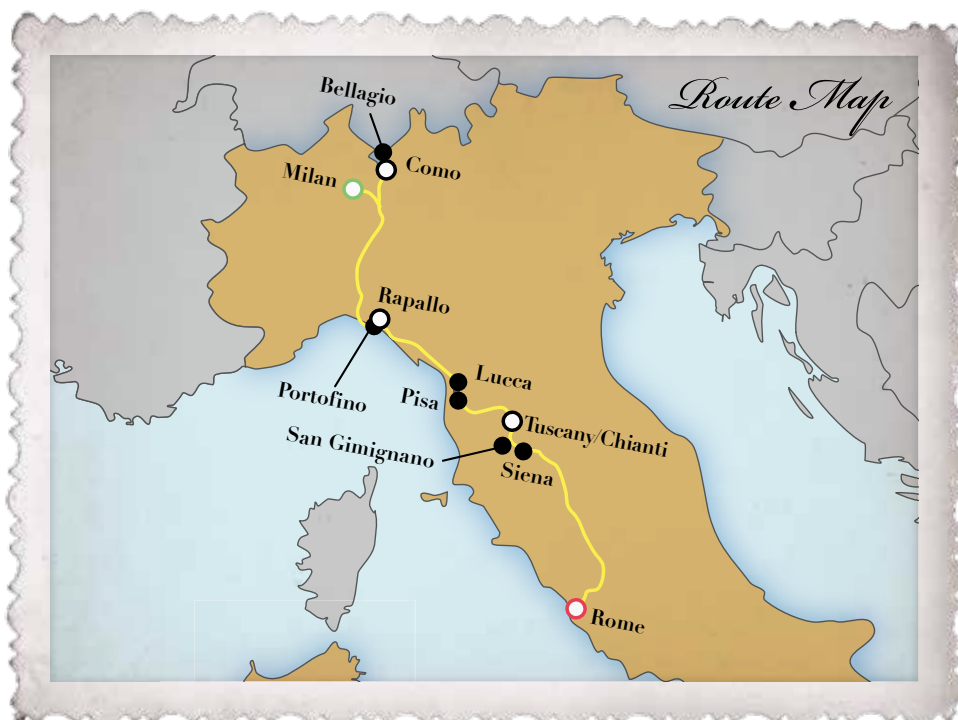 Route Map
Bellagio
Como
Milan
Rapallo
Portofino
Lucca
Pisa
Tuscany/Chianti
San Gimignano
Siena
Rome